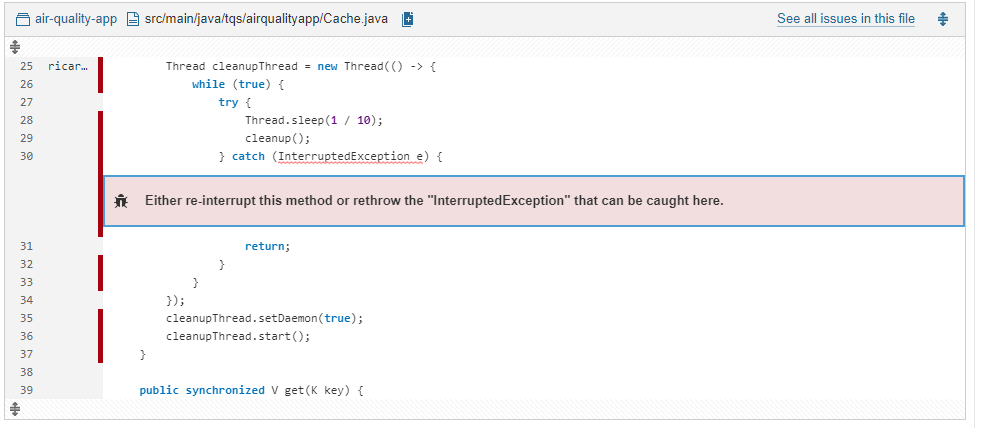 air-quality-app src/main/java/tqs/airqualityapp/Cache.java See all issues in this file
25 ricar… Thread cleanupThread = new Thread(() -> {
26 while (true) {
27 try {
28 Thread.sleep(1 / 10);
29 cleanup();
30 } catch (InterruptedException e) {
Either re-interrupt this method or rethrow the "InterruptedException" that can be caught here.
31 return;
32 }
33 }
34 });
35 cleanupThread.setDaemon(true);
36 cleanupThread.start();
37 }
38
39 public synchronized V get(K key) {